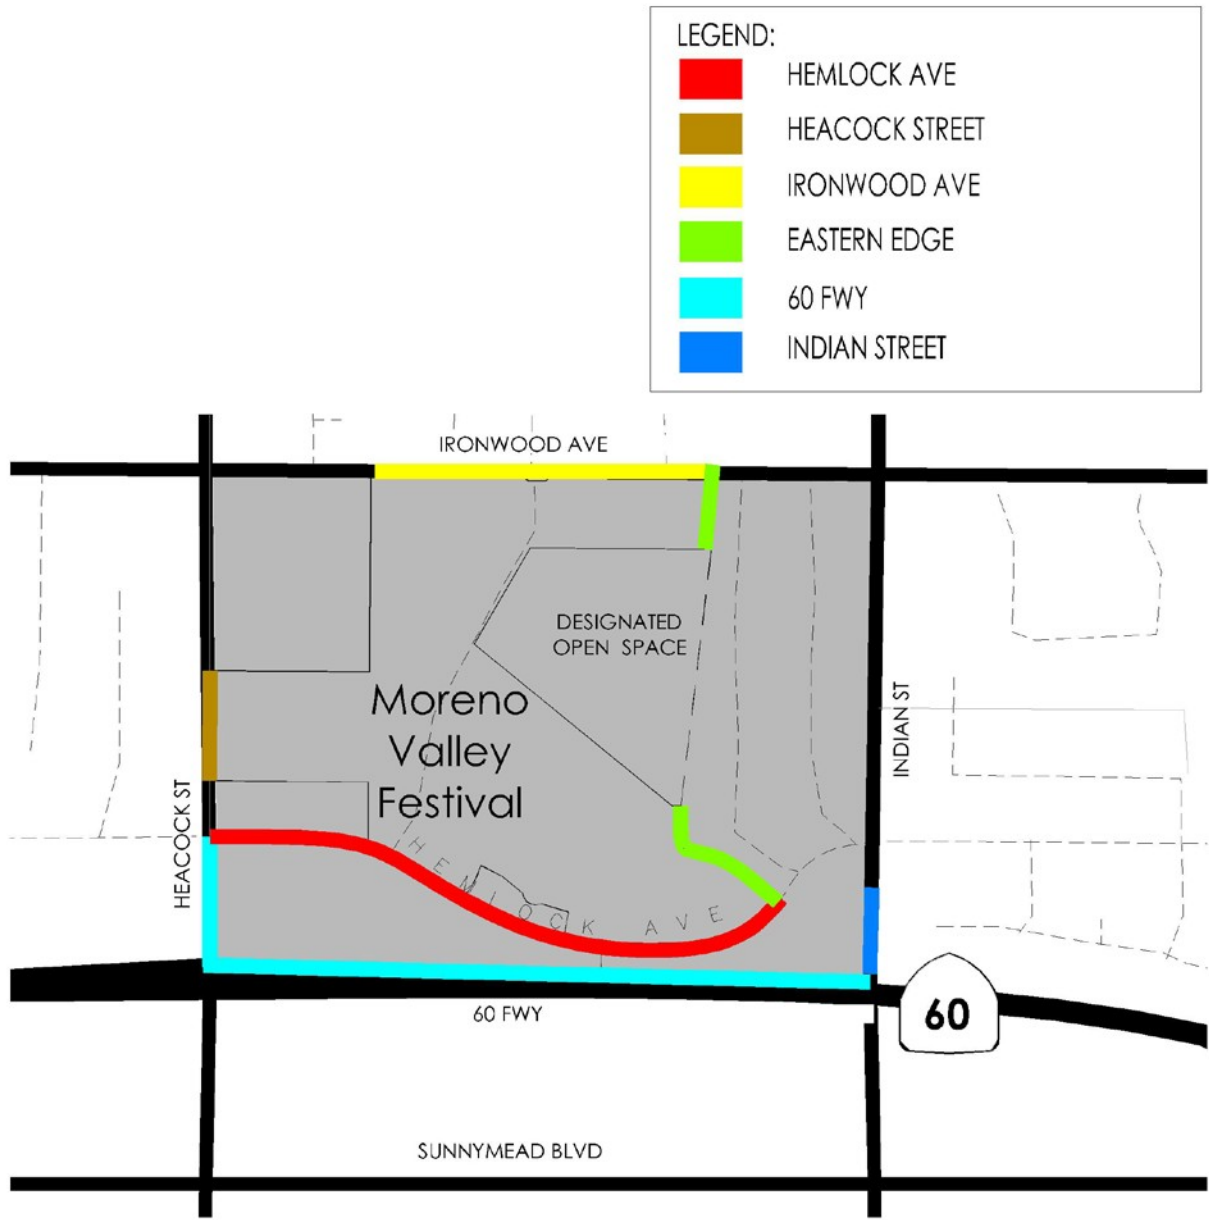 LEGEND:
HEMLOCK AVE
HEACOCK STREET
IRONWOOD AVE
EASTERN EDGE
60 FWY
INDIAN STREET
IRONWOOD AVE
DESIGNATED
OPEN SPACE
Moreno
Valley
Festival
INDIAN ST
HEACOCK ST
HEMLOCK AVE
60
60 FWY
SUNNYMEAD BLVD